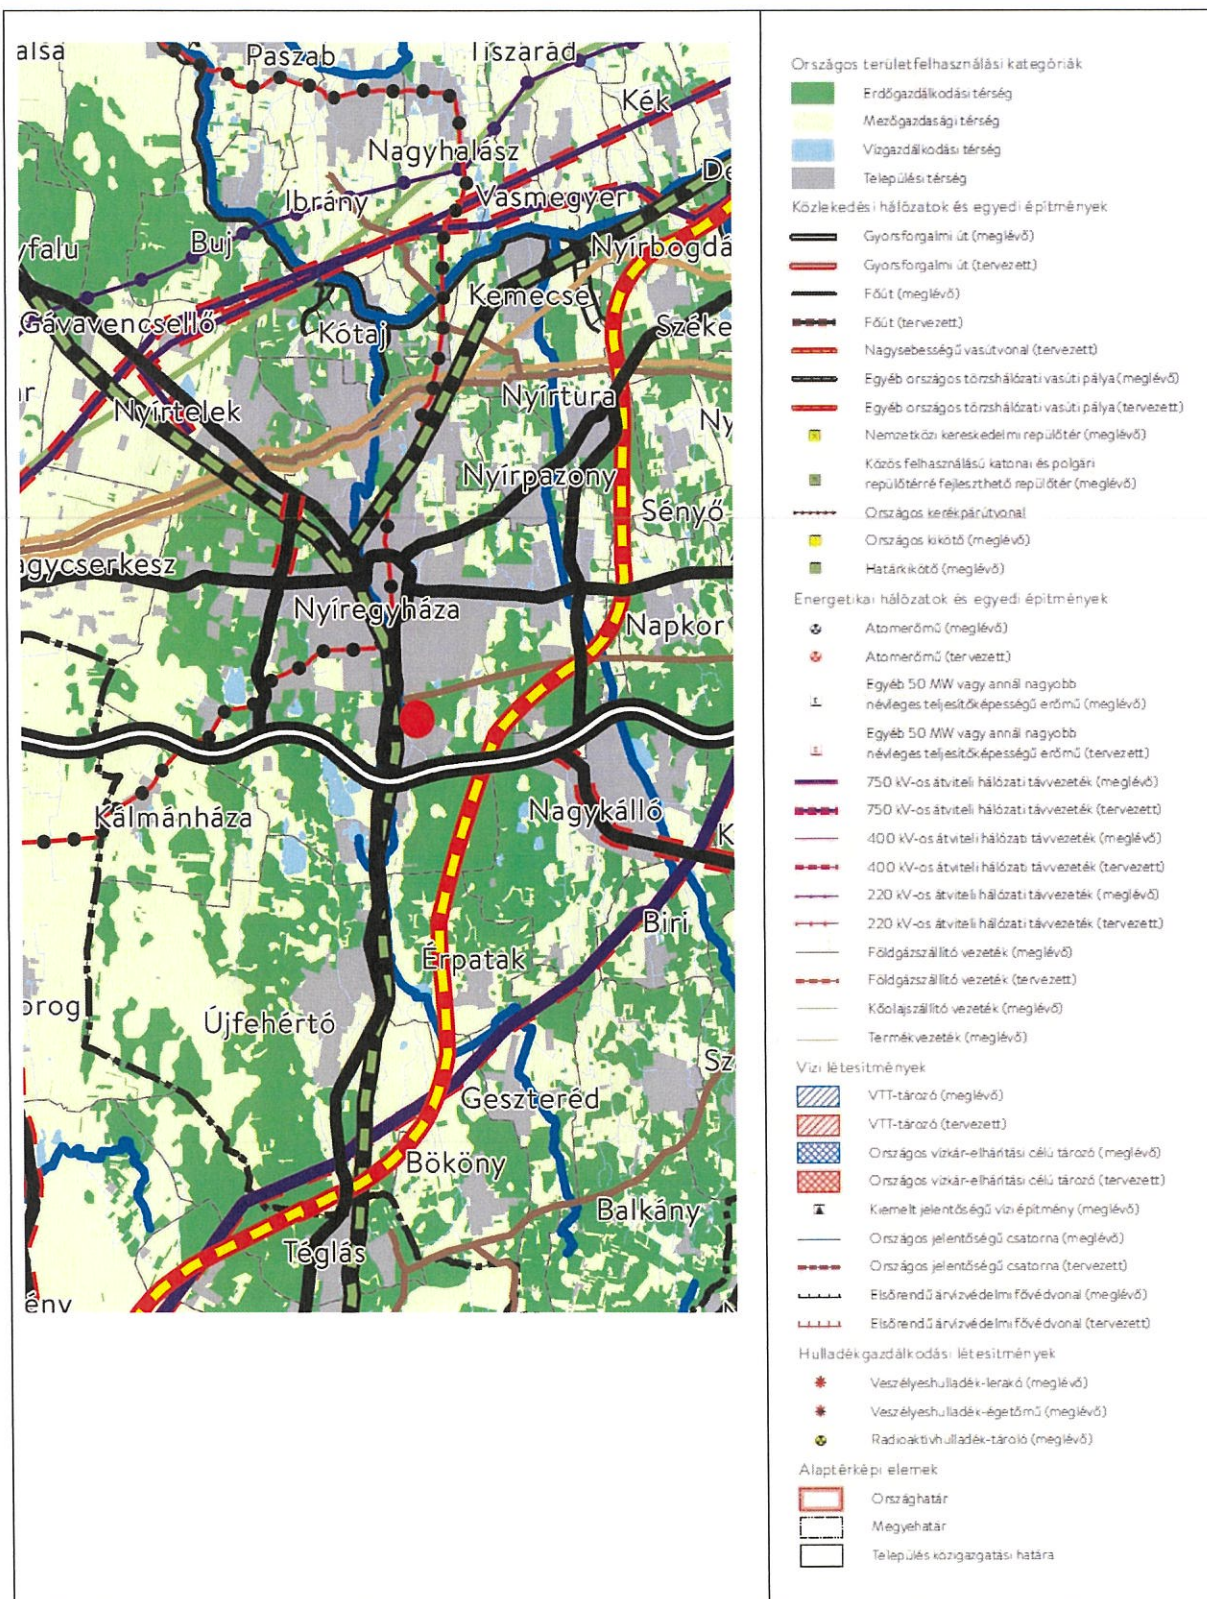 alsa
Paszab
Tiszarád
Kék
Nagyhalász
De
Ibrány
Vasmegyer
Buj
yfalu
Nyírbogdá
Kemecse
Gávavencsellő
Kótaj
Széke
Nyírtura
Nyírtelek
Ny
Nyírpazony
Sényő
agycserkesz
Nyíregyháza
Napkor
Kálmánháza
Nagykálló
K
Biri
Érpatak
orog
Újfehértó
Sz
Geszteréd
Bököny
Balkány
Téglás
ény
Országos területfelhasználási kategóriák
Erdőgazdálkodási térség
Mezőgazdasági térség
Vízgazdálkodási térség
Települési térség
Közlekedési hálózatok és egyedi építmények
Gyorsforgalmi út (meglévő)
Gyorsforgalmi út (tervezett)
Főút (meglévő)
Főút (tervezett)
Nagysebességű vasútvonal (tervezett)
Egyéb országos törzshálózati vasúti pálya (meglévő)
Egyéb országos törzshálózati vasúti pálya (tervezett)
Nemzetközi kereskedelmi repülőtér (meglévő)
Közös felhasználású katonai és polgári
repülőtérré fejleszthető repülőtér (meglévő)
Országos kerékpárútvonal
Országos kikötő (meglévő)
Határkikötő (meglévő)
Energetikai hálózatok és egyedi építmények
Atomerőmű (meglévő)
Atomerőmű (tervezett)
Egyéb 50 MW vagy annál nagyobb
névleges teljesítőképességű erőmű (meglévő)
Egyéb 50 MW vagy annál nagyobb
névleges teljesítőképességű erőmű (tervezett)
750 kV-os átviteli hálózati távvezeték (meglévő)
750 kV-os átviteli hálózati távvezeték (tervezett)
400 kV-os átviteli hálózati távvezeték (meglévő)
400 kV-os átviteli hálózati távvezeték (tervezett)
220 kV-os átviteli hálózati távvezeték (meglévő)
220 kV-os átviteli hálózati távvezeték (tervezett)
Földgázszállító vezeték (meglévő)
Földgázszállító vezeték (tervezett)
Kőolajszállító vezeték (meglévő)
Termékvezeték (meglévő)
Vízi létesítmények
VTT-tározó (meglévő)
VTT-tározó (tervezett)
Országos vízkár-elhárítási célú tározó (meglévő)
Országos vízkár-elhárítási célú tározó (tervezett)
Kiemelt jelentőségű vízi építmény (meglévő)
Országos jelentőségű csatorna (meglévő)
Országos jelentőségű csatorna (tervezett)
Elsőrendű árvízvédelmi fővédvonal (meglévő)
Elsőrendű árvízvédelmi fővédvonal (tervezett)
Hulladékgazdálkodási létesítmények
Veszélyeshulladék-lerakó (meglévő)
Veszélyeshulladék-égetőmű (meglévő)
Radioaktívhulladék-tároló (meglévő)
Alaptérképi elemek
Országhatár
Megyehatár
Település közigazgatási határa